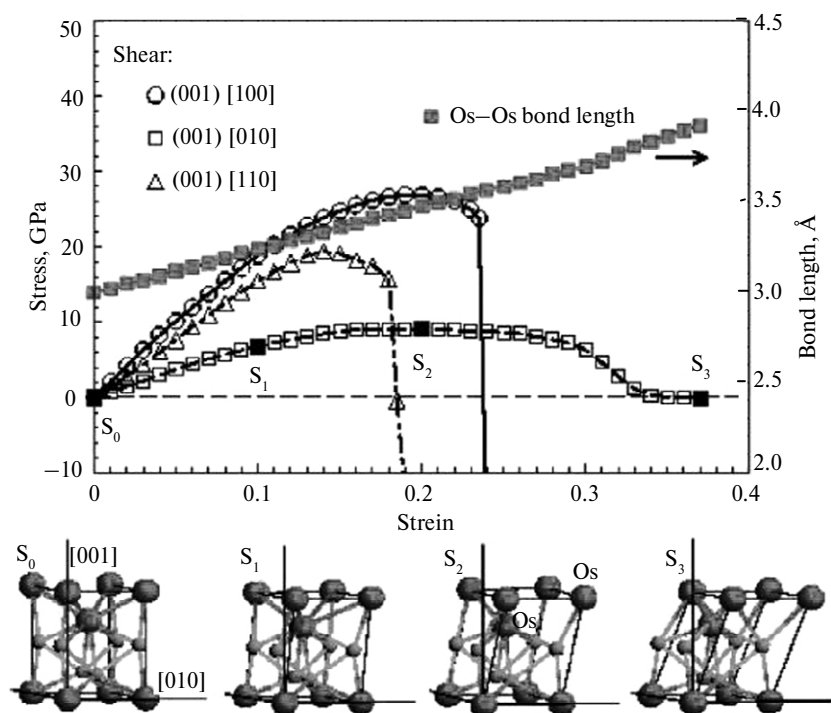 50
40
30
20
10
0
−10
Stress, GPa
Shear:
(001) [100]
(001) [010]
(001) [110]
Os−Os bond length
S0
S1
S2
S3
4.5
4.0
3.5
3.0
2.5
2.0
Bond length, Å
0
0.1
0.2
0.3
0.4
Strein
S0
[001]
[010]
S1
S2
Os
Os
S3